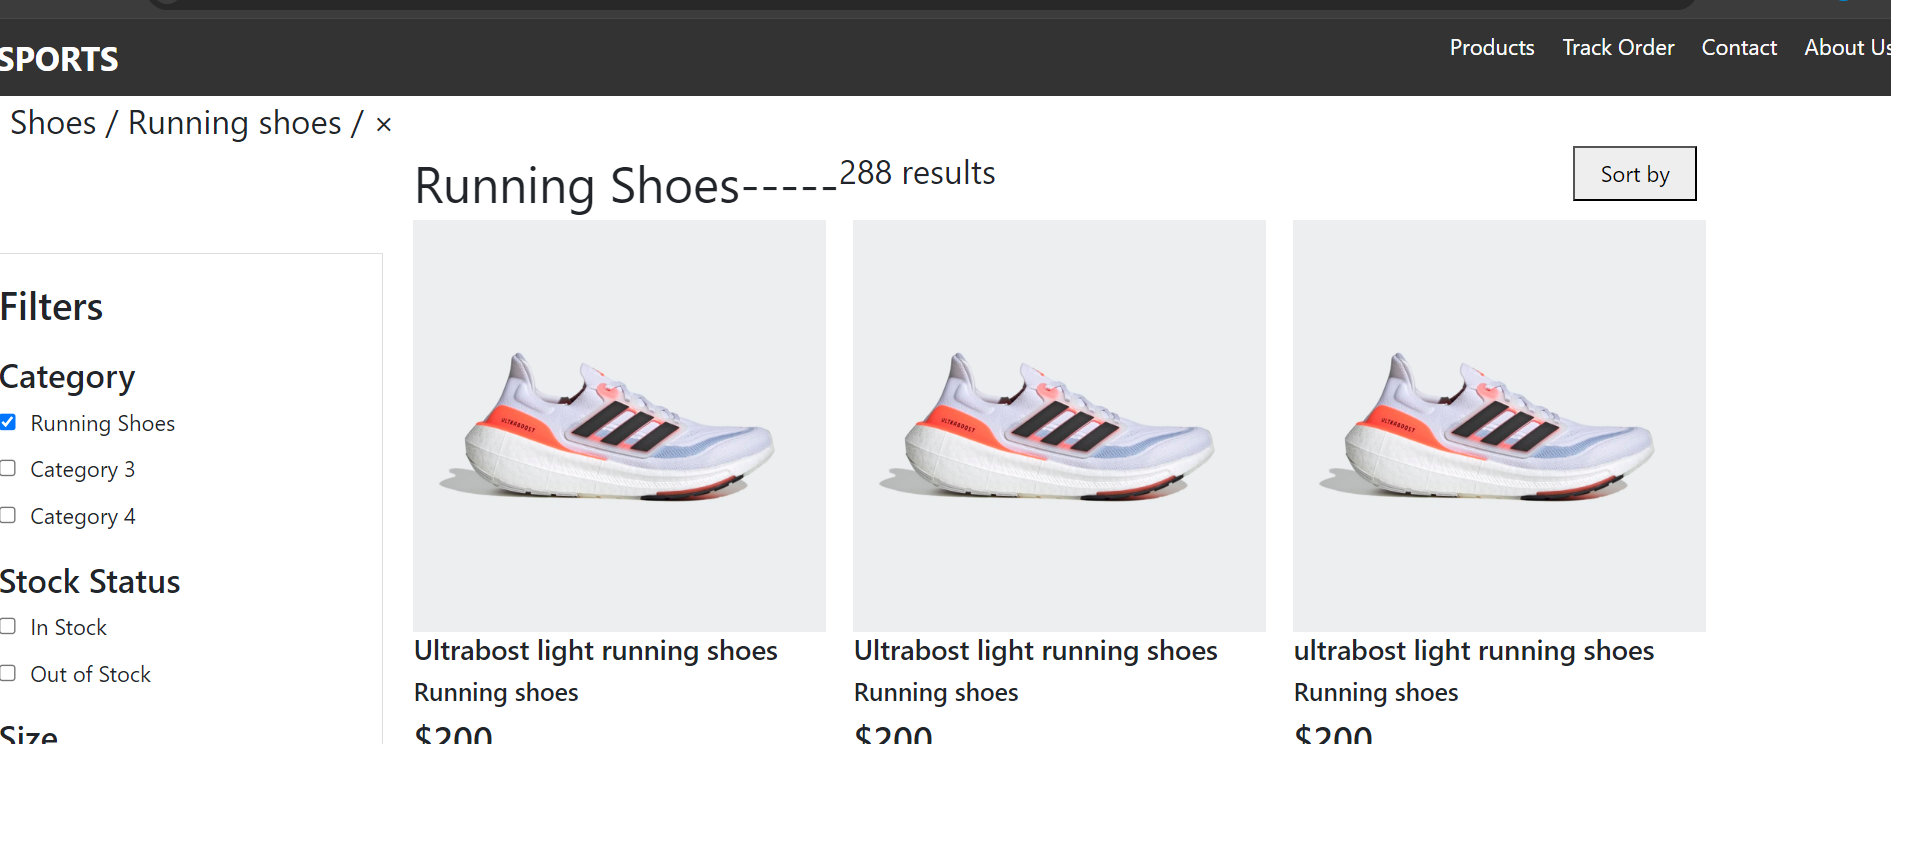 SPORTS
Products Track Order Contact About Us
Shoes / Running shoes / ×
Running Shoes-----288 results
Sort by
Filters
Category
Running Shoes
Category 3
Category 4
Stock Status
In Stock
Out of Stock
Size
ULTRABOOST
ULTRABOOST
ULTRABOOST
Ultrabost light running shoes
Running shoes
$200
Ultrabost light running shoes
Running shoes
$200
ultrabost light running shoes
Running shoes
$200